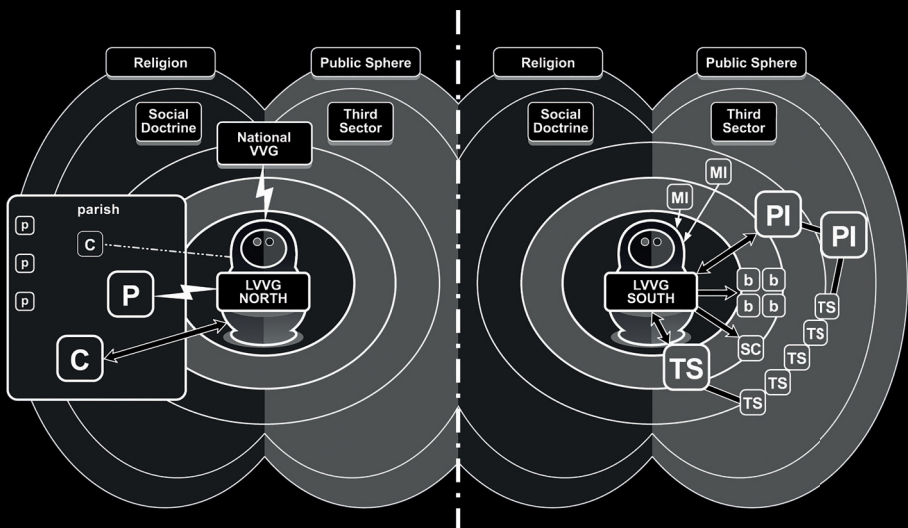 Religion
Public Sphere
Social
Doctrine
Third
Sector
National
VVG
parish
p
C
p
P
p
C
LVVG
NORTH
Religion
Public Sphere
Social
Doctrine
Third
Sector
MI
MI
PI
PI
LVVG
SOUTH
b b
b b
TS
TS
SC
TS
TS
TS
TS